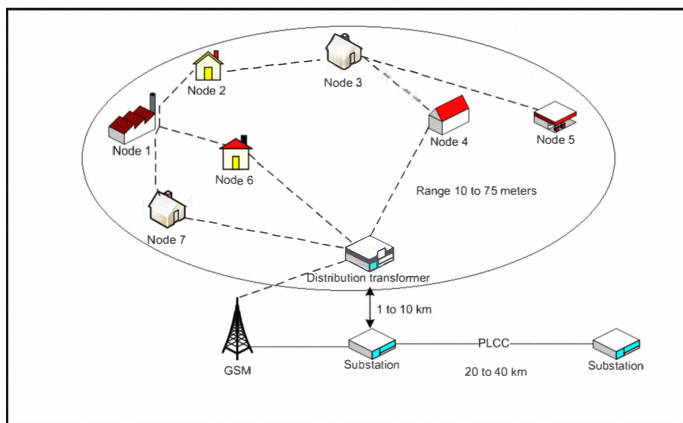 Node 3
Node 2
Node 1
Node 4
Node 5
Node 6
Range 10 to 75 meters
Node 7
Distribution transformer
1 to 10 km
PLCC
GSM
Substation
20 to 40 km
Substation